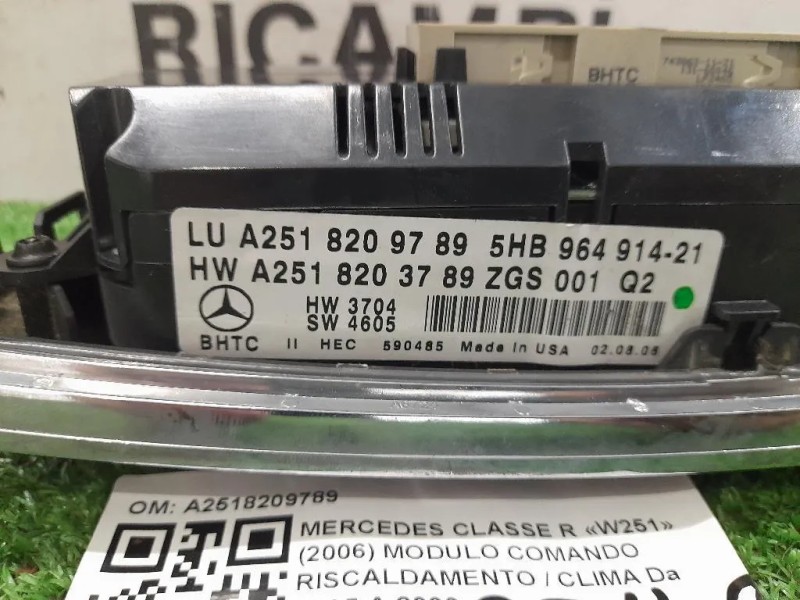 RICAMBI
BHTC
LU A251 820 97 89 5HB 964 914-21
HW A251 820 37 89 ZGS 001 Q2
HW 3704
SW 4605
BHTC II HEC 590485 Made in USA 02.08.06
OM: A2518209789
MERCEDES CLASSE R «W251»
(2006) MODULO COMANDO
RISCALDAMENTO / CLIMA Da